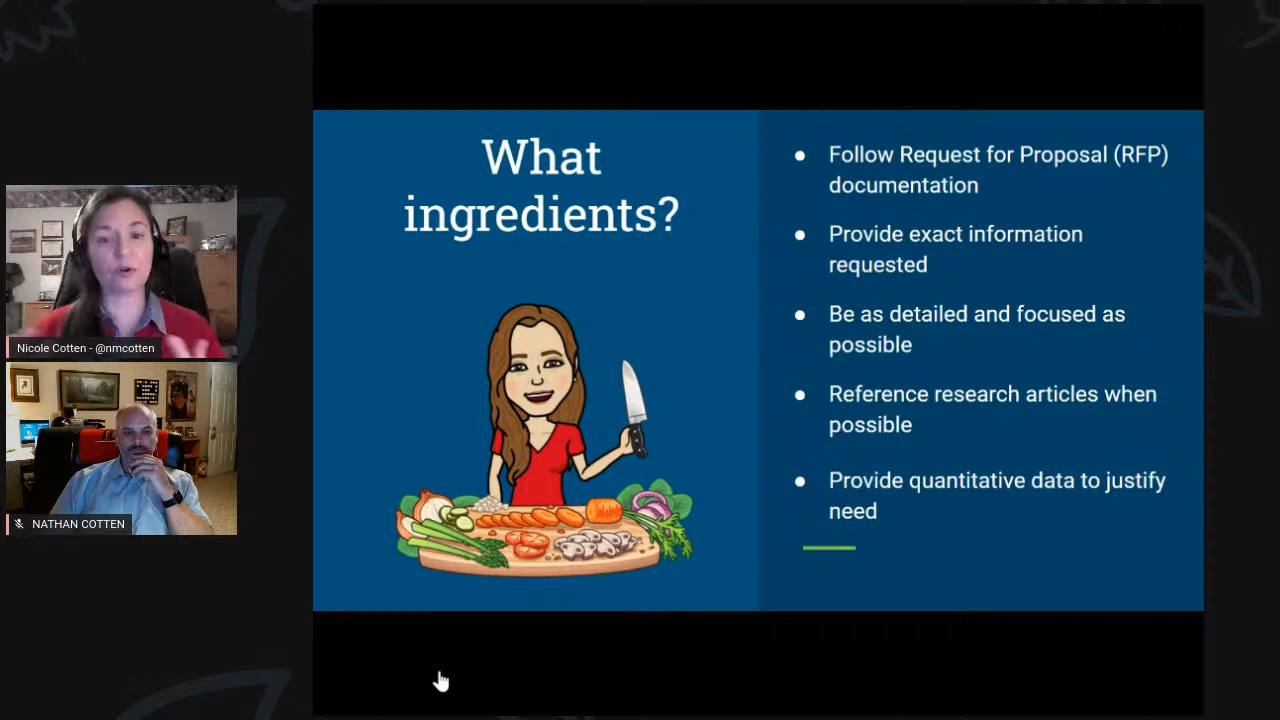 What
ingredients?
Follow Request for Proposal (RFP)
documentation
Provide exact information
requested
Be as detailed and focused as
possible
Reference research articles when
possible
Provide quantitative data to justify
need
Nicole Cotten - @nmcotten
NATHAN COTTEN